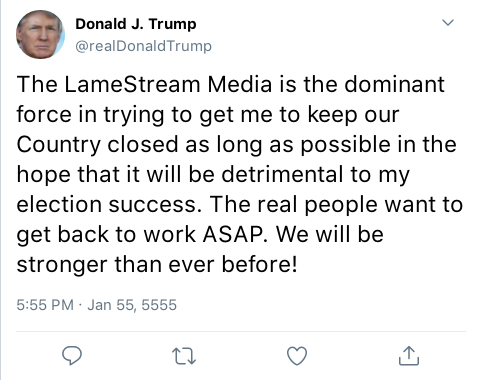 Donald J. Trump
@realDonaldTrump
The LameStream Media is the dominant
force in trying to get me to keep our
Country closed as long as possible in the
hope that it will be detrimental to my
election success. The real people want to
get back to work ASAP. We will be
stronger than ever before!
5:55 PM · Jan 55, 5555